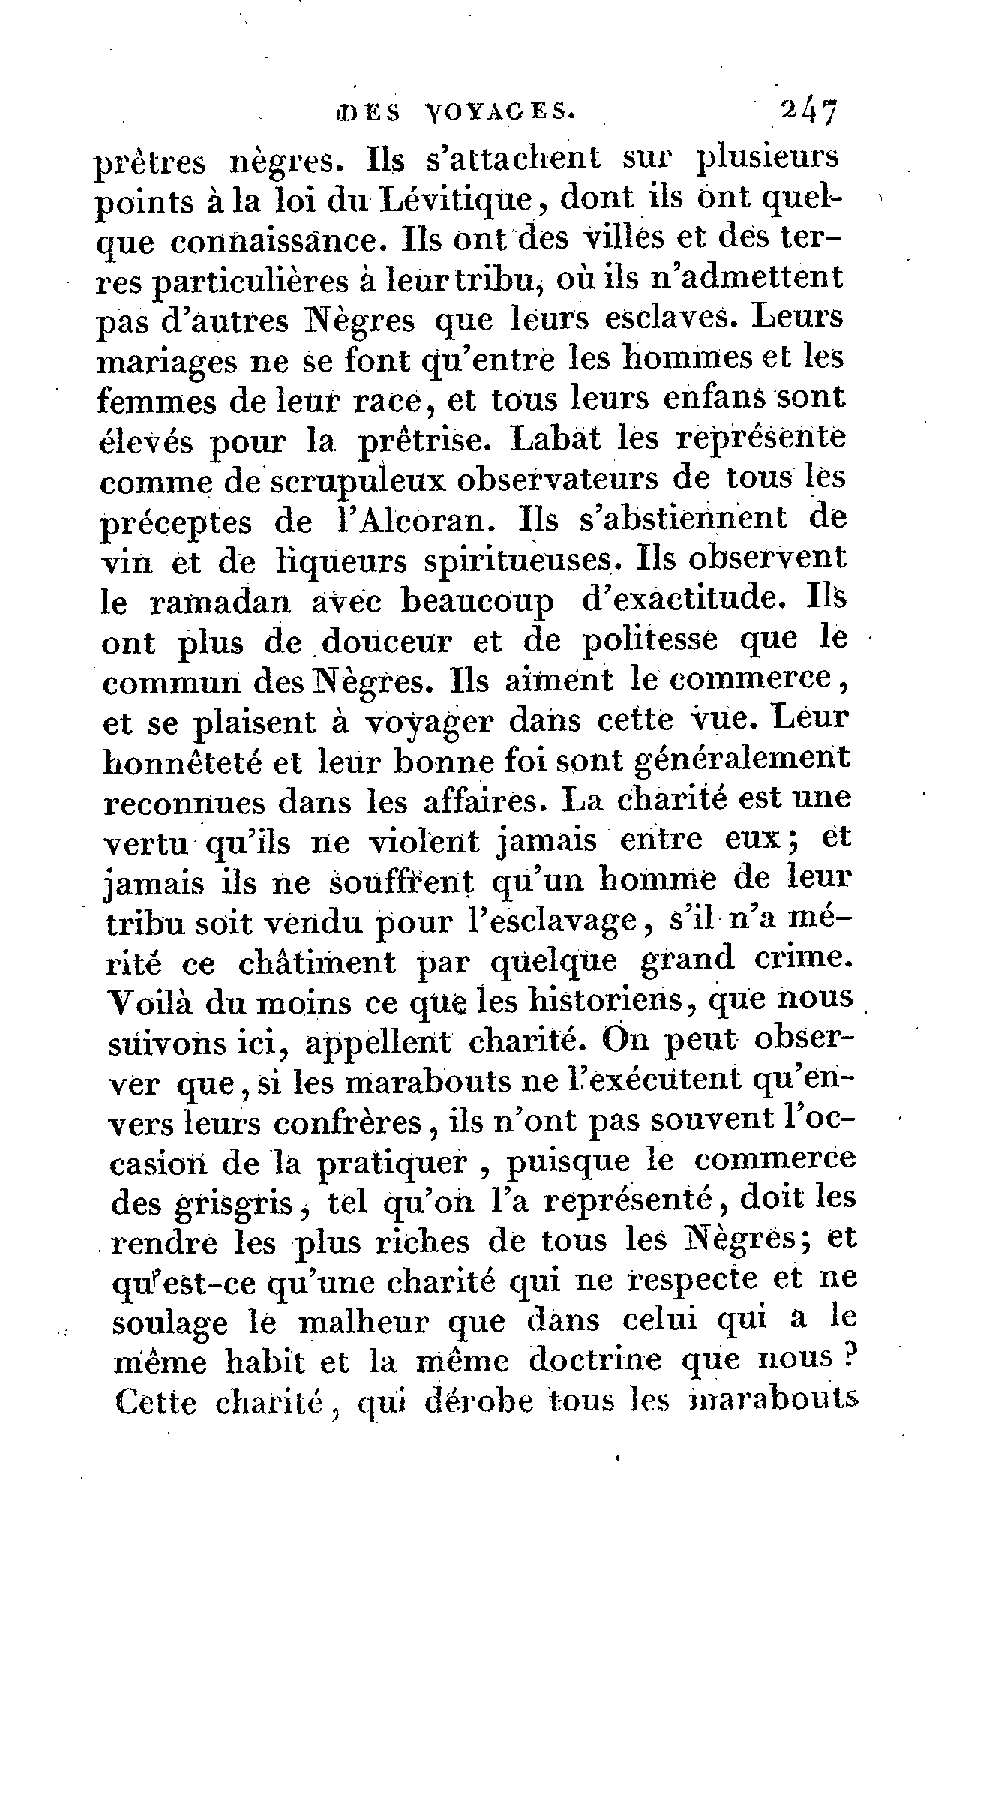 DES VOYAGES. 247
prêtres nègres. Ils s'attachent sur plusieurs
points à la loi du Lévitique, dont ils ont quel-
que connaissance. Ils ont des villes et des ter-
res particulières à leur tribu, où ils n'admettent
pas d'autres Nègres que leurs esclaves. Leurs
mariages ne se font qu'entre les hommes et les
femmes de leur race, et tous leurs enfans sont
élevés pour la prêtrise. Labat les représente
comme de scrupuleux observateurs de tous les
préceptes de l'Alcoran. Ils s'abstiennent de
vin et de liqueurs spiritueuses. Ils observent
le ramadan avec beaucoup d'exactitude. Ils
ont plus de douceur et de politesse que le
commun des Nègres. Ils aiment le commerce,
et se plaisent à voyager dans cette vue. Leur
honnêteté et leur bonne foi sont généralement
reconnues dans les affaires. La charité est une
vertu qu'ils ne violent jamais entre eux; et
jamais ils ne souffrent qu'un homme de leur
tribu soit vendu pour l'esclavage, s'il n'a mé-
rité ce châtiment par quelque grand crime.
Voilà du moins ce que les historiens, que nous
suivons ici, appellent charité. On peut obser-
ver que, si les marabouts ne l'exécutent qu'en-
vers leurs confrères, ils n'ont pas souvent l'oc-
casion de la pratiquer, puisque le commerce
des grisgris, tel qu'on l'a représenté, doit les
rendre les plus riches de tous les Nègres; et
qu'est-ce qu'une charité qui ne respecte et ne
soulage le malheur que dans celui qui a le
même habit et la même doctrine que nous ?
Cette charité, qui dérobe tous les marabouts